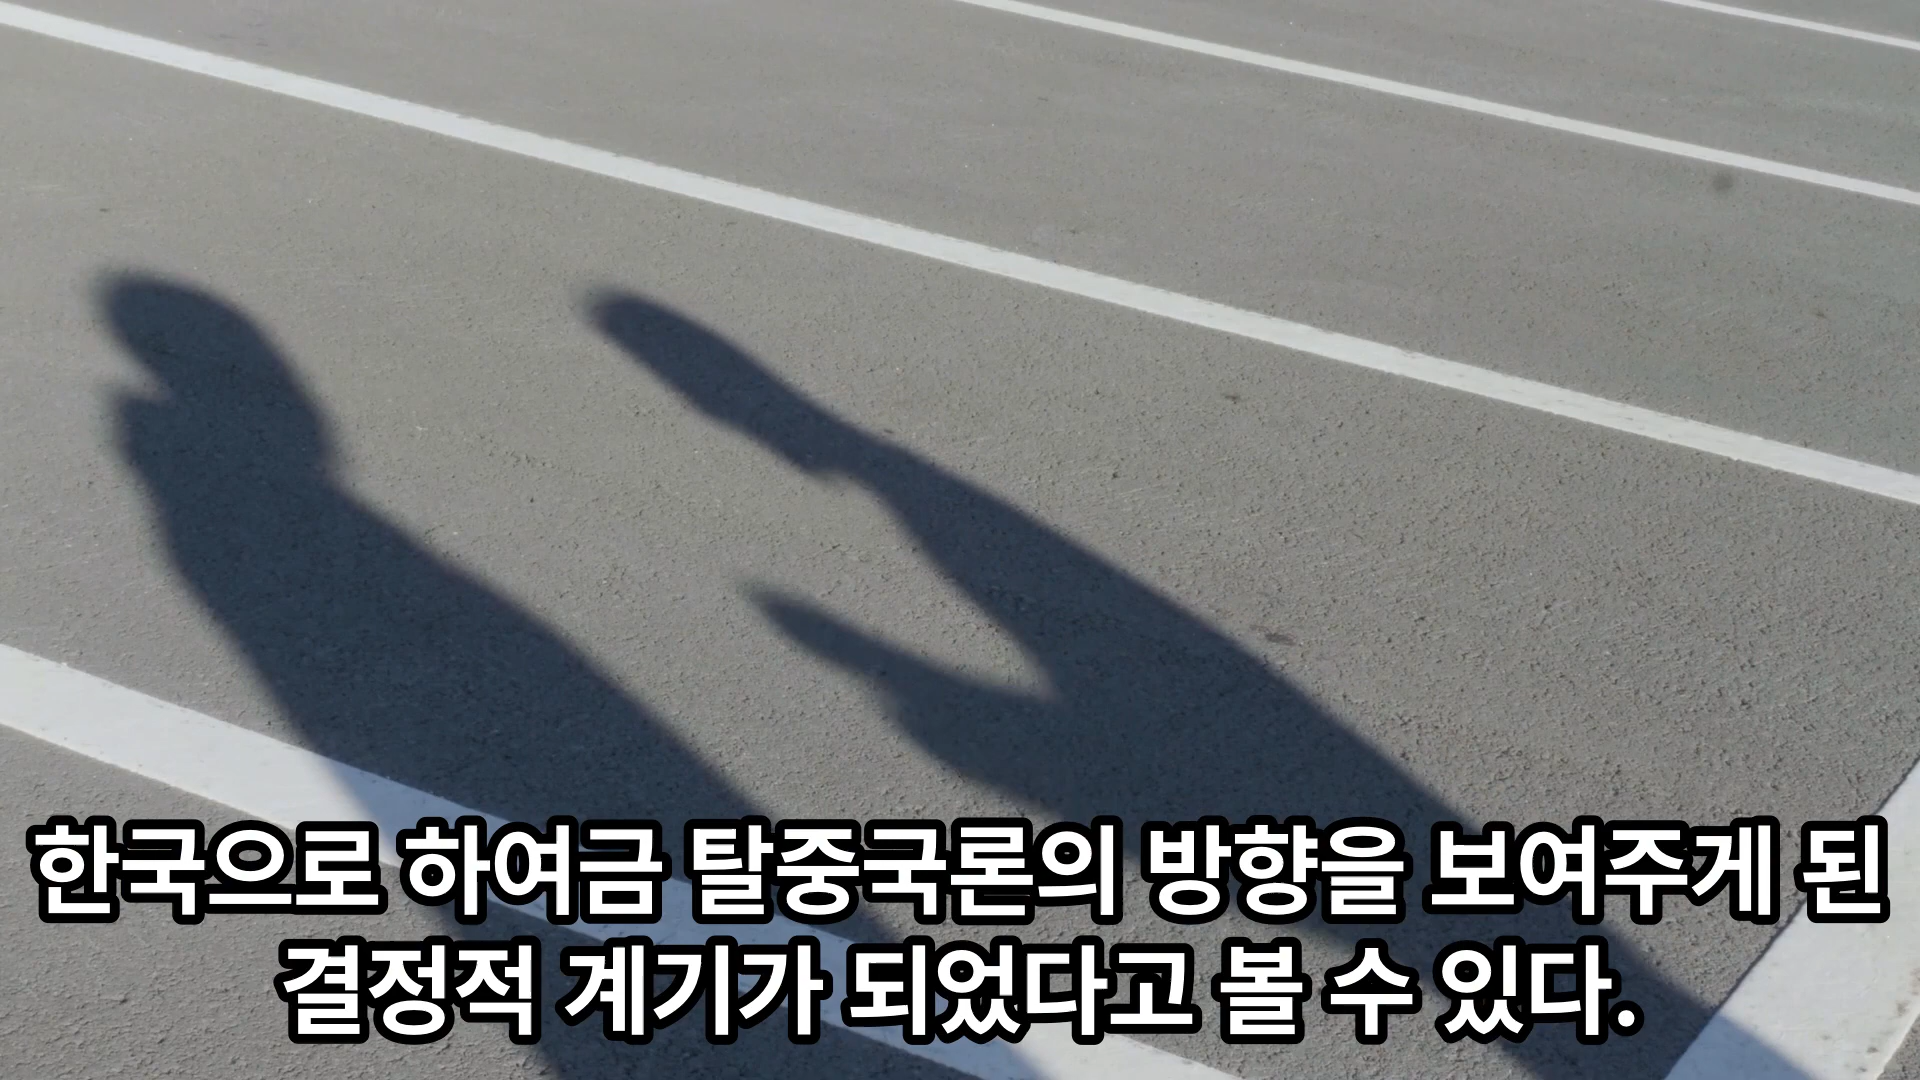 한국으로 하여금 탈중국론의 방향을 보여주게 된
결정적 계기가 되었다고 볼 수 있다.